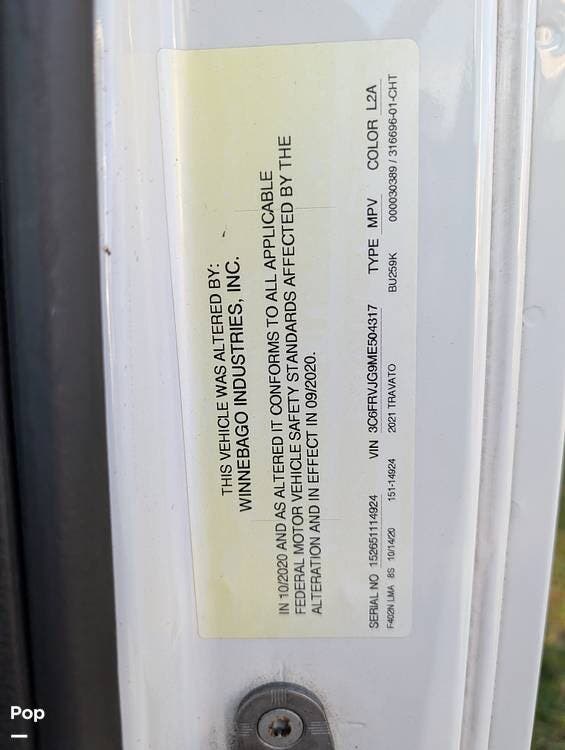 THIS VEHICLE WAS ALTERED BY:
WINNEBAGO INDUSTRIES, INC.
IN 10/2020 AND AS ALTERED IT CONFORMS TO ALL APPLICABLE
FEDERAL MOTOR VEHICLE SAFETY STANDARDS AFFECTED BY THE
ALTERATION AND IN EFFECT IN 09/2020.
SERIAL NO 152651114924 VIN 3C6FRVJG9ME504317 TYPE MPV COLOR L2A
F402N LMA 8S 10/14/20 151-14924 2021 TRAVATO BU259K 000030389 / 316696-01-CHT
Pop